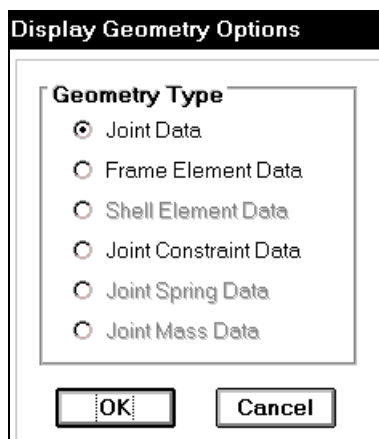 Display Geometry Options
Geometry Type
Joint Data
Frame Element Data
Shell Element Data
Joint Constraint Data
Joint Spring Data
Joint Mass Data
OK Cancel